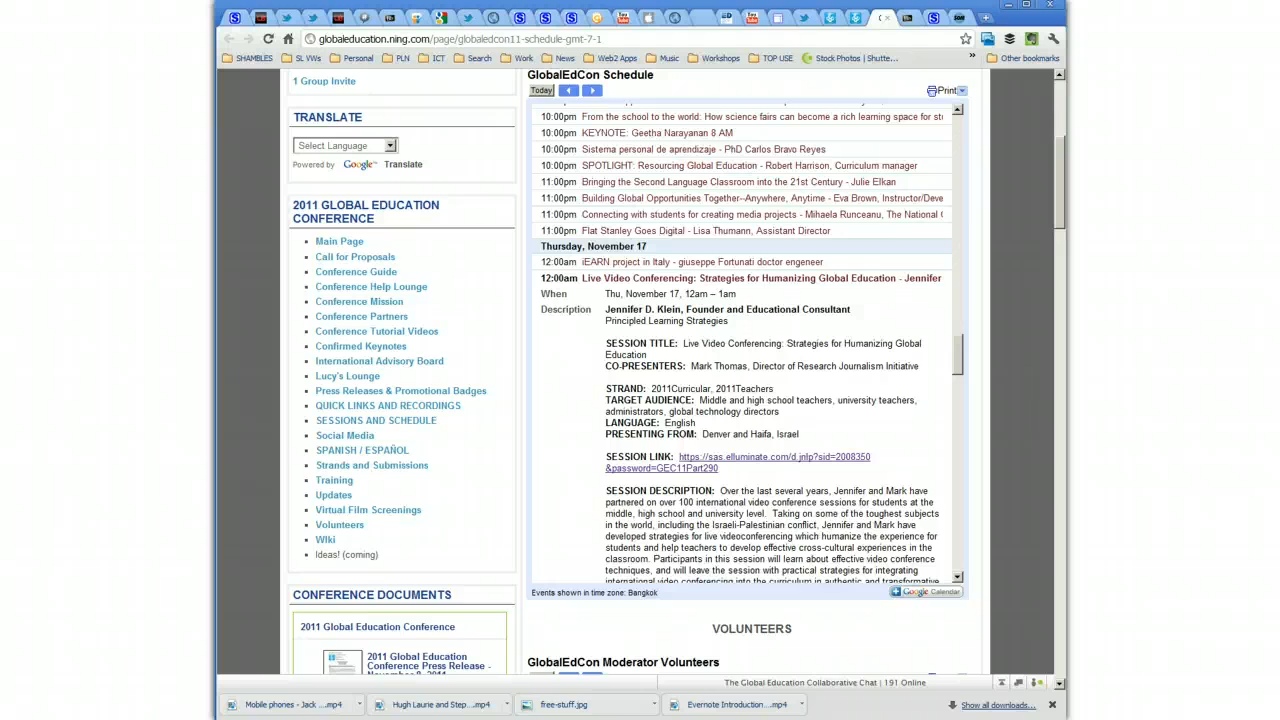 globaleducation.ning.com/page/globaledcon11-schedule-gmt-7-1
SHAMBLES SL VWs Personal PLN ICT Search Work News Web2 Apps Music Workshops TOP USE Stock Photos | Shutte... » Other bookmarks
1 Group Invite
TRANSLATE
Select Language
Powered by Google™ Translate
2011 GLOBAL EDUCATION
CONFERENCE
Main Page
Call for Proposals
Conference Guide
Conference Help Lounge
Conference Mission
Conference Partners
Conference Tutorial Videos
Confirmed Keynotes
International Advisory Board
Lucy's Lounge
Press Releases & Promotional Badges
QUICK LINKS AND RECORDINGS
SESSIONS AND SCHEDULE
Social Media
SPANISH / ESPAÑOL
Strands and Submissions
Training
Updates
Virtual Film Screenings
Volunteers
WIki
Ideas! (coming)
CONFERENCE DOCUMENTS
2011 Global Education Conference
2011 Global Education
Conference Press Release -
GlobalEdCon Schedule
Today Print
10:00pm From the school to the world: How science fairs can become a rich learning space for stu
10:00pm KEYNOTE: Geetha Narayanan 8 AM
10:00pm Sistema personal de aprendizaje - PhD Carlos Bravo Reyes
10:00pm SPOTLIGHT: Resourcing Global Education - Robert Harrison, Curriculum manager
11:00pm Bringing the Second Language Classroom into the 21st Century - Julie Elkan
11:00pm Building Global Opportunities Together--Anywhere, Anytime - Eva Brown, Instructor/Deve
11:00pm Connecting with students for creating media projects - Mihaela Runceanu, The National
11:00pm Flat Stanley Goes Digital - Lisa Thumann, Assistant Director
Thursday, November 17
12:00am iEARN project in Italy - giuseppe Fortunati doctor engeneer
12:00am Live Video Conferencing: Strategies for Humanizing Global Education - Jennifer
When Thu, November 17, 12am – 1am
Description Jennifer D. Klein, Founder and Educational Consultant
Principled Learning Strategies
SESSION TITLE: Live Video Conferencing: Strategies for Humanizing Global
Education
CO-PRESENTERS: Mark Thomas, Director of Research Journalism Initiative
STRAND: 2011Curricular, 2011Teachers
TARGET AUDIENCE: Middle and high school teachers, university teachers,
administrators, global technology directors
LANGUAGE: English
PRESENTING FROM: Denver and Haifa, Israel
SESSION LINK: https://sas.elluminate.com/d.jnlp?sid=2008350
&password=GEC11Part290
SESSION DESCRIPTION: Over the last several years, Jennifer and Mark have
partnered on over 100 international video conference sessions for students at the
middle, high school and university level. Taking on some of the toughest subjects
in the world, including the Israeli-Palestinian conflict, Jennifer and Mark have
developed strategies for live videoconferencing which humanize the experience for
students and help teachers to develop effective cross-cultural experiences in the
classroom. Participants in this session will learn about effective video conference
techniques, and will leave the session with practical strategies for integrating
international video conferencing into the curriculum in authentic and transformative
Events shown in time zone: Bangkok Google Calendar
VOLUNTEERS
GlobalEdCon Moderator Volunteers
The Global Education Collaborative Chat | 191 Online
Mobile phones - Jack ....mp4 Hugh Laurie and Step...mp4 free-stuff.jpg Evernote Introduction....mp4 Show all downloads...